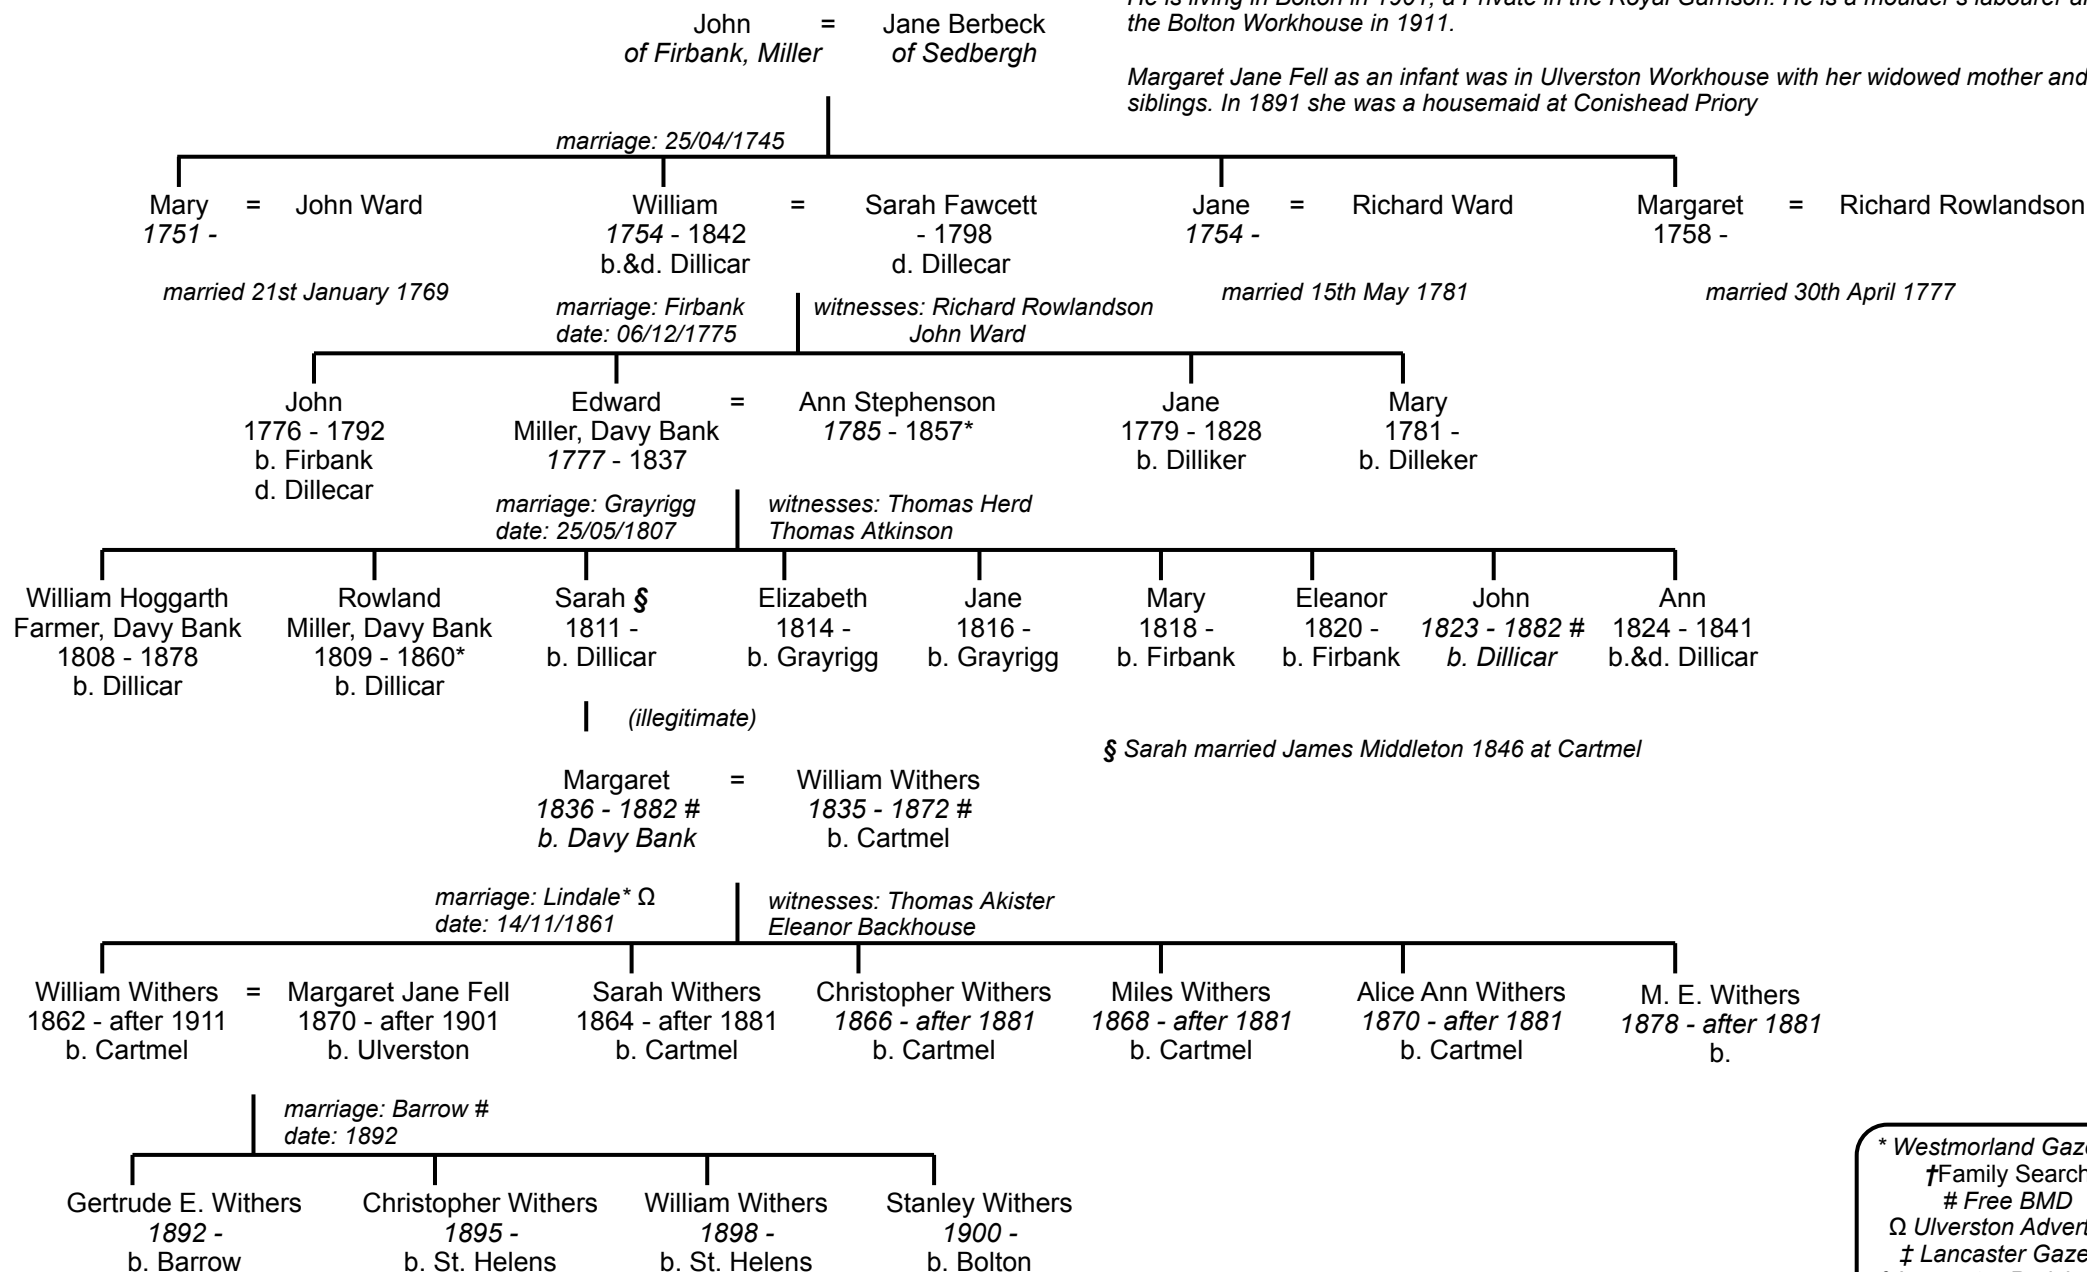 the Bolton Workhouse in 1911.
Margaret Jane Fell as an infant was in Ulverston Workhouse with her widowed mother and
siblings. In 1891 she was a housemaid at Conishead Priory
John = Jane Berbeck
of Firbank, Miller of Sedbergh
marriage: 25/04/1745
Mary = John Ward
1751 -
married 21st January 1769
William = Sarah Fawcett
1754 - 1842 - 1798
b.&d. Dillicar d. Dillecar
Jane = Richard Ward
1754 -
married 15th May 1781
Margaret = Richard Rowlandson
1758 -
married 30th April 1777
marriage: Firbank
date: 06/12/1775
witnesses: Richard Rowlandson
John Ward
John
1776 - 1792
b. Firbank
d. Dillecar
Edward = Ann Stephenson
Miller, Davy Bank 1785 - 1857*
1777 - 1837
Jane
1779 - 1828
b. Dilliker
Mary
1781 -
b. Dilleker
marriage: Grayrigg
date: 25/05/1807
witnesses: Thomas Herd
Thomas Atkinson
William Hoggarth
Farmer, Davy Bank
1808 - 1878
b. Dillicar
Rowland
Miller, Davy Bank
1809 - 1860*
b. Dillicar
Sarah §
1811 -
b. Dillicar
Elizabeth
1814 -
b. Grayrigg
Jane
1816 -
b. Grayrigg
Mary
1818 -
b. Firbank
Eleanor
1820 -
b. Firbank
John
1823 - 1882 #
b. Dillicar
Ann
1824 - 1841
b.&d. Dillicar
(illegitimate)
§ Sarah married James Middleton 1846 at Cartmel
Margaret = William Withers
1836 - 1882 # 1835 - 1872 #
b. Davy Bank b. Cartmel
marriage: Lindale* Ω
date: 14/11/1861
witnesses: Thomas Akister
Eleanor Backhouse
William Withers = Margaret Jane Fell
1862 - after 1911 1870 - after 1901
b. Cartmel b. Ulverston
Sarah Withers
1864 - after 1881
b. Cartmel
Christopher Withers
1866 - after 1881
b. Cartmel
Miles Withers
1868 - after 1881
b. Cartmel
Alice Ann Withers
1870 - after 1881
b. Cartmel
M. E. Withers
1878 - after 1881
b.
marriage: Barrow #
date: 1892
Gertrude E. Withers
1892 -
b. Barrow
Christopher Withers
1895 -
b. St. Helens
William Withers
1898 -
b. St. Helens
Stanley Withers
1900 -
b. Bolton
* Westmorland
†Family Search
# Free BMD
Ω Ulverston
‡ Lancaster